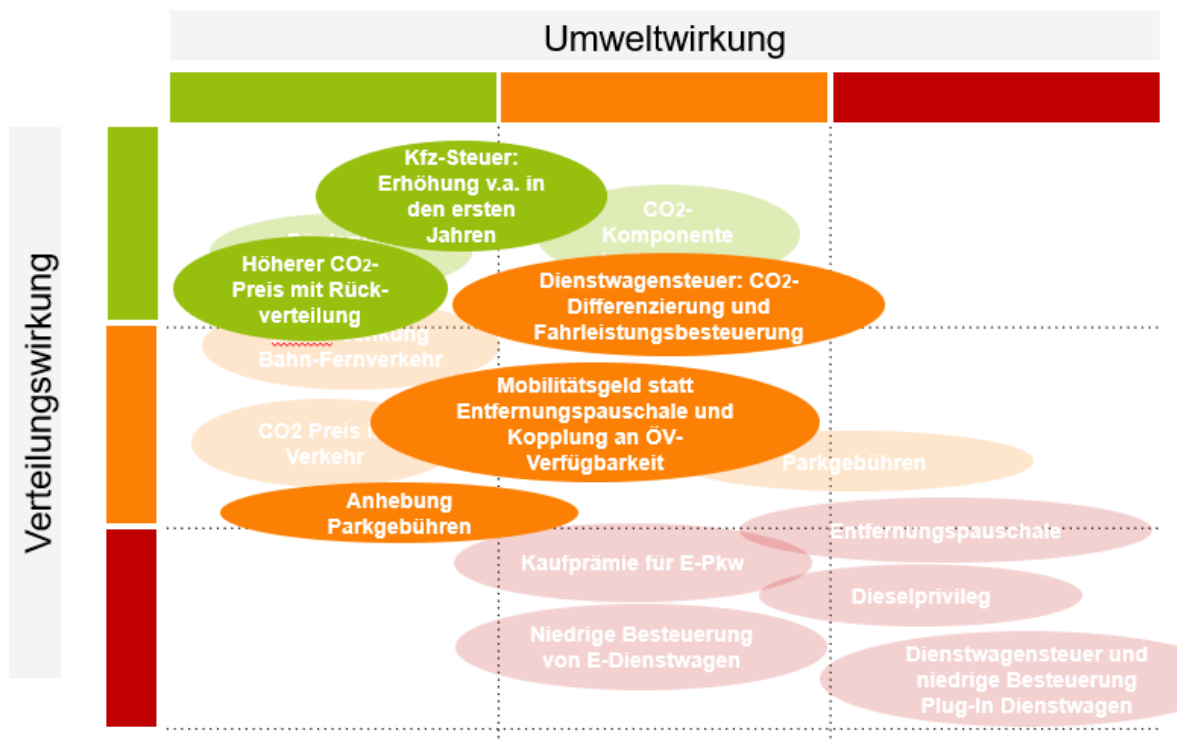 Umweltwirkung
Verteilungswirkung
Kfz-Steuer:
Erhöhung v.a. in
den ersten
Jahren
CO2-
Komponente
Höherer CO2-
Preis mit Rück-
verteilung
Dienstwagensteuer: CO2-
Differenzierung und
Fahrleistungsbesteuerung
Bahn-Fernverkehr
Mobilitätsgeld statt
Entfernungspauschale und
Kopplung an ÖV-
Verfügbarkeit
CO2 Preis
Verkehr
Parkgebühren
Anhebung
Parkgebühren
Entfernungspauschale
Kaufprämie für E-Pkw
Dieselprivileg
Niedrige Besteuerung
von E-Dienstwagen
Dienstwagensteuer und
niedrige Besteuerung
Plug-In Dienstwagen